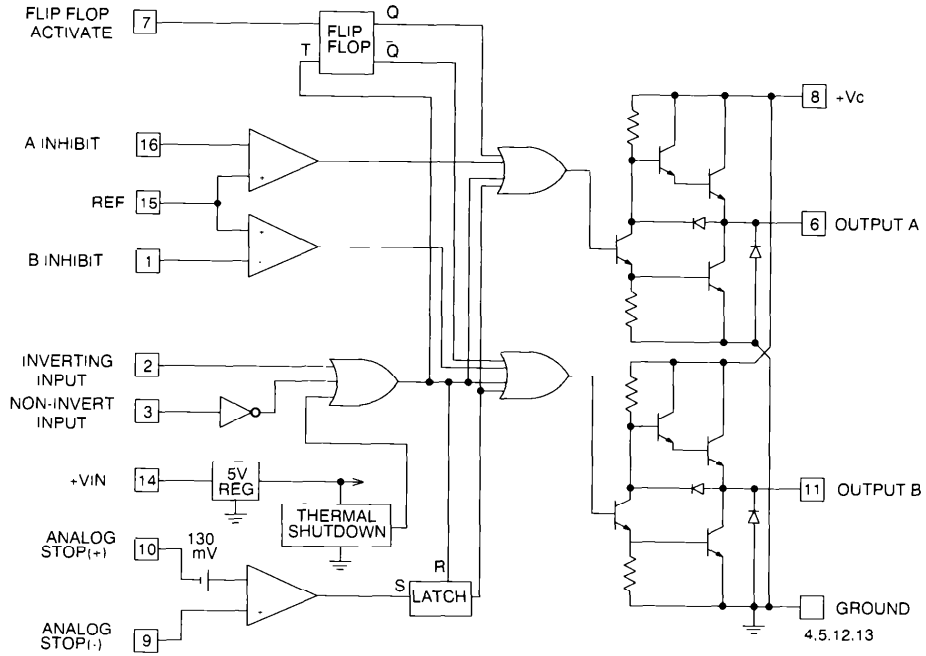 FLIP FLOP
ACTIVATE
7
FLIP
FLOP
Q
Q̄
T
A INHIBIT
16
+
REF
15
+
B INHIBIT
1
-
8
+Vc
6
OUTPUT A
INVERTING
INPUT
2
NON-INVERT
INPUT
3
+VIN
14
5V
REG
THERMAL
SHUTDOWN
11
OUTPUT B
ANALOG
STOP(+)
10
130
mV
+
S
R
LATCH
ANALOG
STOP(-)
9
GROUND
4,5,12,13